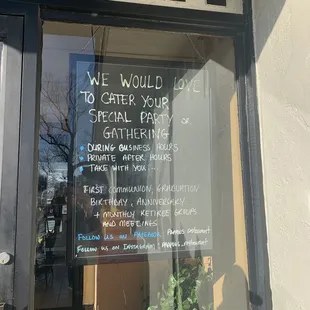 WE WOULD LOVE
TO CATER YOUR
SPECIAL PARTY OR
GATHERING
• DURING BUSINESS HOURS
• PRIVATE AFTER HOURS
• TAKE WITH YOU
FIRST COMMUNION, GRADUATION
BIRTHDAY, ANNIVERSARY
+ MONTHLY RETIREE GROUPS
AND MEETINGS
FOLLOW US ON FACEBOOK
FOLLOW US ON INSTAGRAM